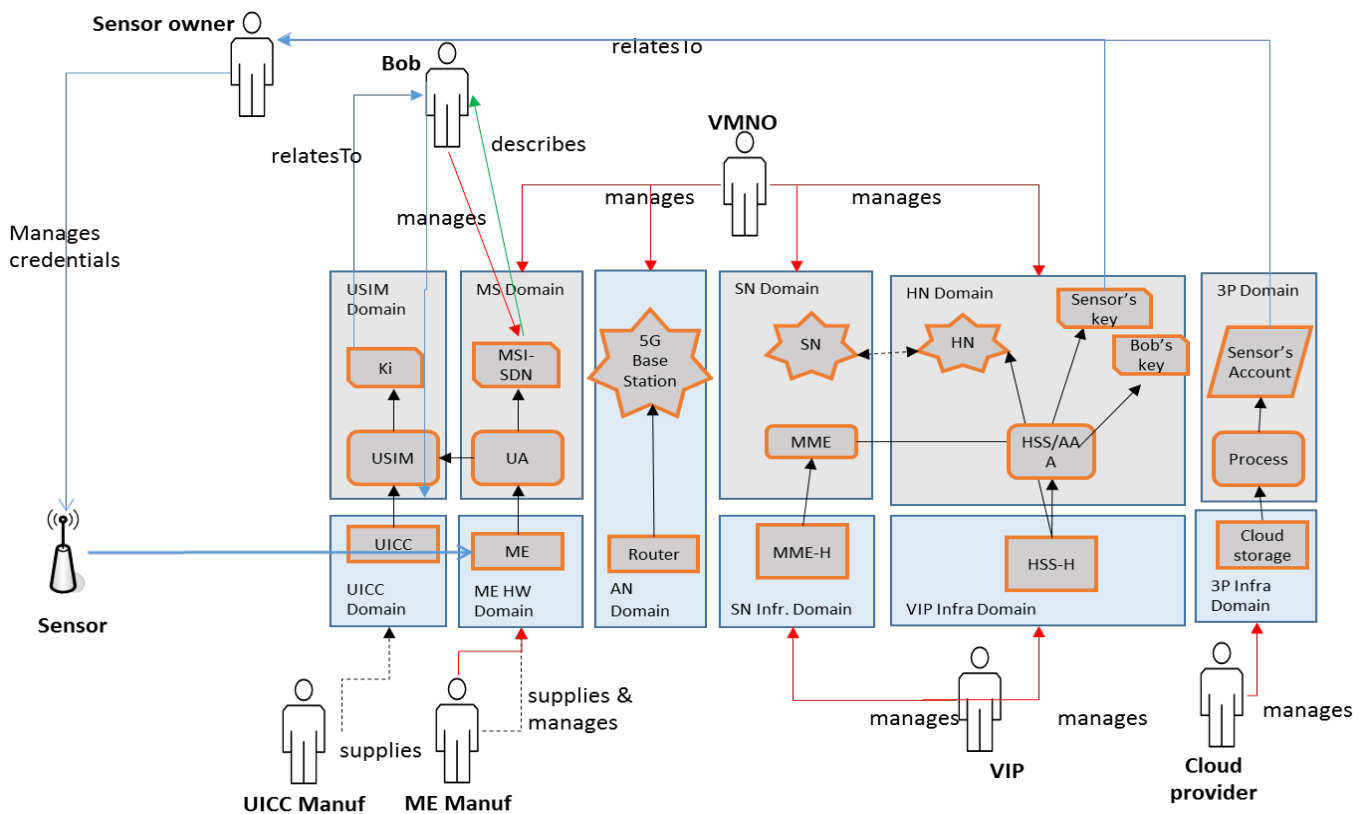 Sensor owner
relatesTo
Bob
VMNO
relatesTo
describes
manages
manages
manages
Manages
credentials
USIM
Domain
MS Domain
5G
Base
Station
SN Domain
HN Domain
Sensor's
key
3P Domain
Ki
MSI-
SDN
SN
HN
Bob's
key
Sensor's
Account
USIM
UA
MME
HSS/AA
A
Process
UICC
ME
Router
MME-H
HSS-H
Cloud
storage
UICC
Domain
ME HW
Domain
AN
Domain
SN Infr. Domain
VIP Infra Domain
3P Infra
Domain
Sensor
supplies &
manages
supplies
manages
manages
manages
UICC Manuf
ME Manuf
VIP
Cloud
provider